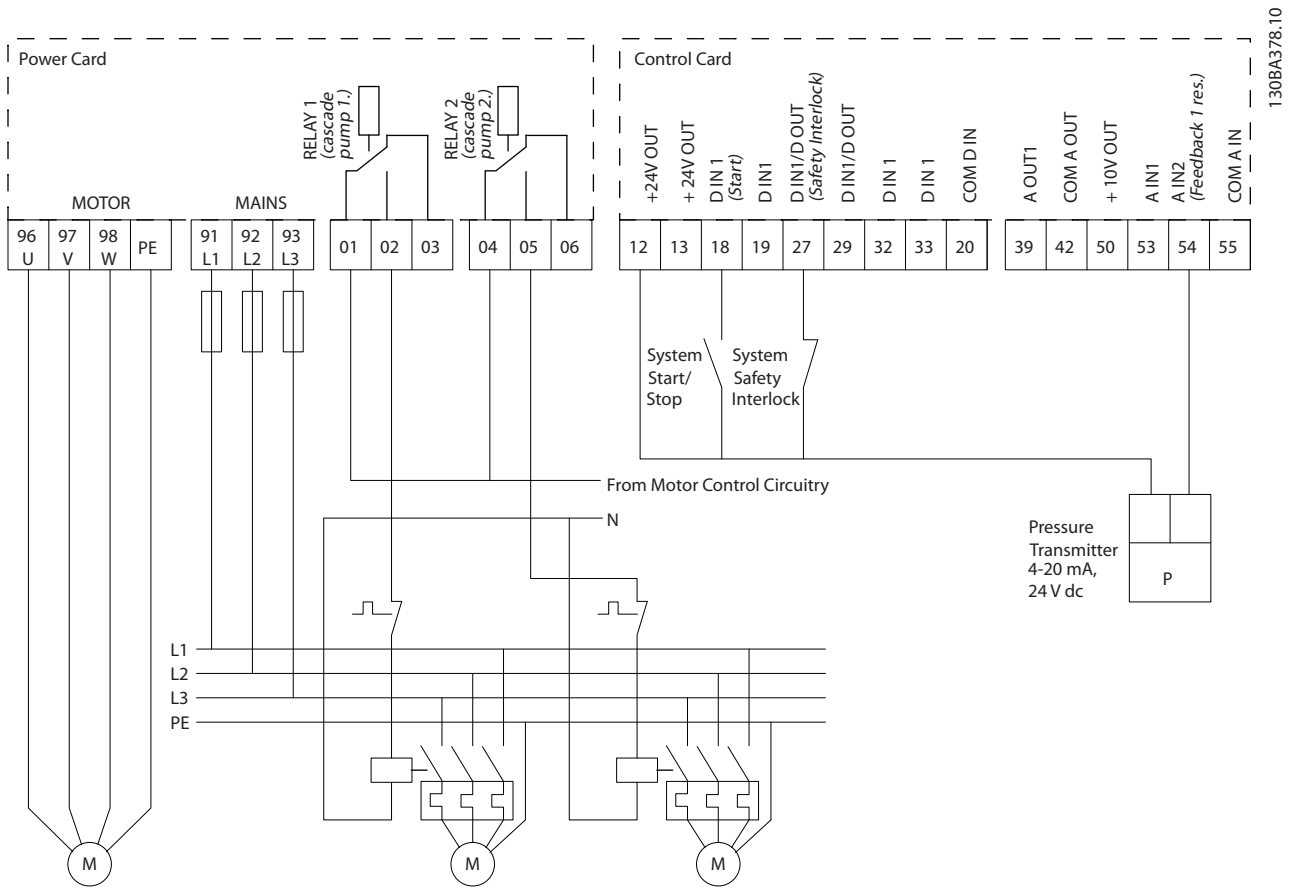 130BA378.10
Power Card
Control Card
RELAY 1
(cascade
pump 1.)
RELAY 2
(cascade
pump 2.)
+24V OUT
+ 24V OUT
D IN 1
(Start)
D IN1
D IN1/D OUT
(Safety Interlock)
D IN1/D OUT
D IN 1
D IN 1
COM D IN
A OUT1
COM A OUT
+ 10V OUT
A IN1
A IN2
(Feedback 1 res.)
COM A IN
MOTOR
MAINS
96 97 98 PE 91 92 93 01 02 03 04 05 06 12 13 18 19 27 29 32 33 20 39 42 50 53 54 55
U V W L1 L2 L3
System
Start/
Stop
System
Safety
Interlock
From Motor Control Circuitry
N
Pressure
Transmitter
4-20 mA,
24 V dc
P
L1
L2
L3
PE
M M M